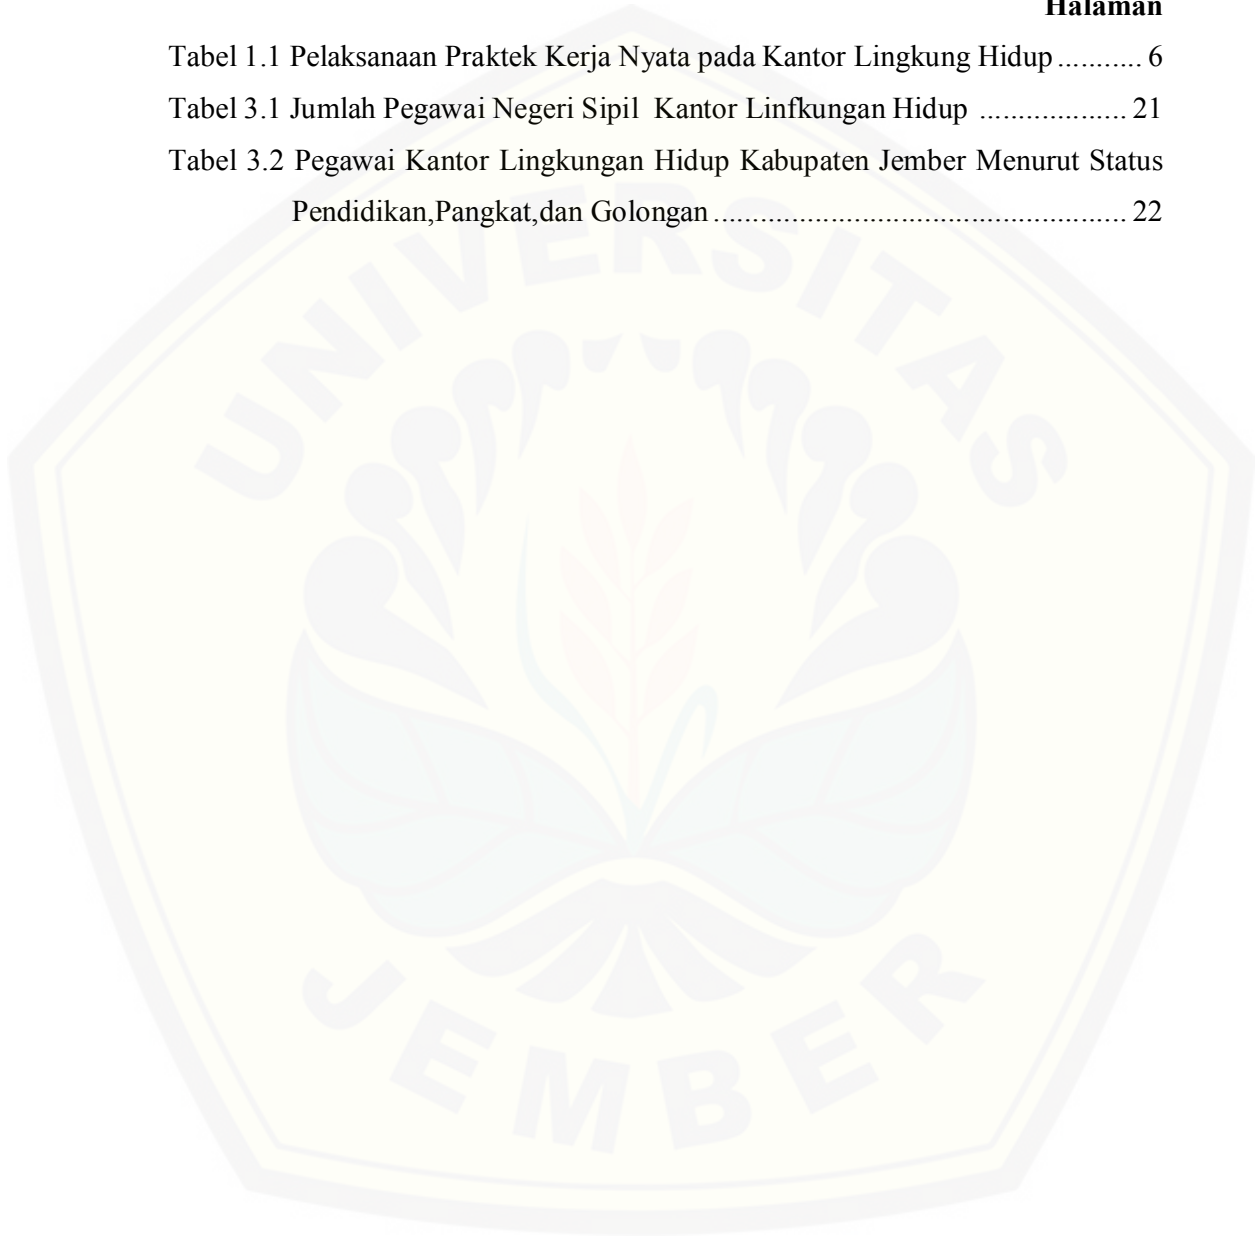 Halaman
Tabel 1.1 Pelaksanaan Praktek Kerja Nyata pada Kantor Lingkung Hidup ........... 6
Tabel 3.1 Jumlah Pegawai Negeri Sipil  Kantor Linfkungan Hidup ................... 21
Tabel 3.2 Pegawai Kantor Lingkungan Hidup Kabupaten Jember Menurut Status
Pendidikan,Pangkat,dan Golongan ..................................................... 22
UNIVERSITAS
JEMBER